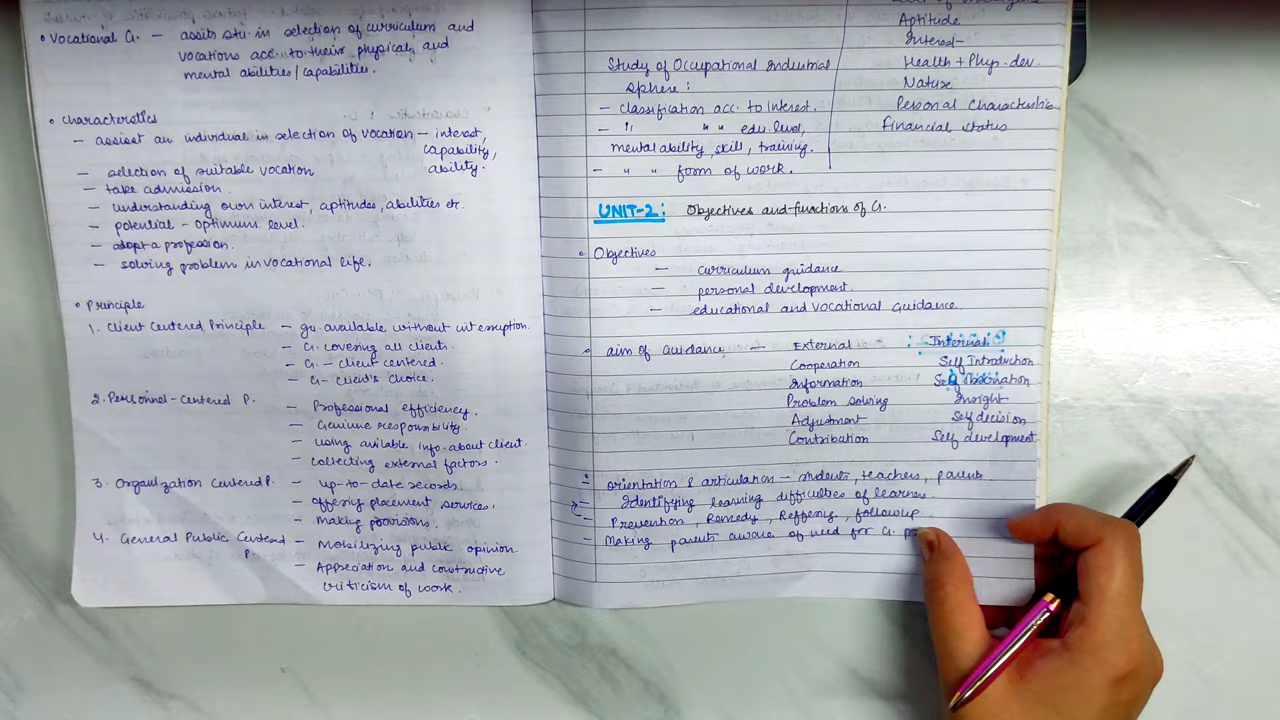 • Vocational G. – assits stu. in selection of curriculum and
vocations acc. to their physical, and
mental abilities/capabilities.
• characteristics
– assisst an individual in selection of vocation – interest,
capability,
ability.
– selection of suitable vocation
– take admission.
– understanding own interest, aptitudes, abilities etc.
– potential – optimum level.
– adopt a profession.
– solving problem in vocational life.
• Principle
1. Client Centered Principle – gu. available without interruption.
– G. covering all clients.
– G – client centered.
– G – client's choice.
2. Personnel-Centered P. – Professional efficiency.
– Genuine responsibility.
– using available info. about client.
– collecting external factors.
3. Organization Centered P. – up-to-date records.
– offering placement services.
– making provisions.
4. General Public Centered P. – Mobilizing public opinion
– Appreciation and constructive
criticism of work.
Aptitude
Interest
Study of Occupational Industrial
sphere:
Health + Phy. dev.
Nature
– classification acc. to interest.
Personal Characteristics
– " " " edu. level,
Financial status
mental ability, skill, training.
– " " form of work.
UNIT-2: Objectives and functions of G.
• Objectives
– curriculum guidance
– personal development.
– educational and vocational guidance.
• aim of Guidance – External Internal
Cooperation Self Introduction
Information Self Observation
Problem solving Insight
Adjustment Self decision
Contribution Self development
– orientation & articulation – students, teachers, parents
– Identifying learning difficulties of learner.
– Prevention, Remedy, Reffering, followup
– Making parents aware of need for G.